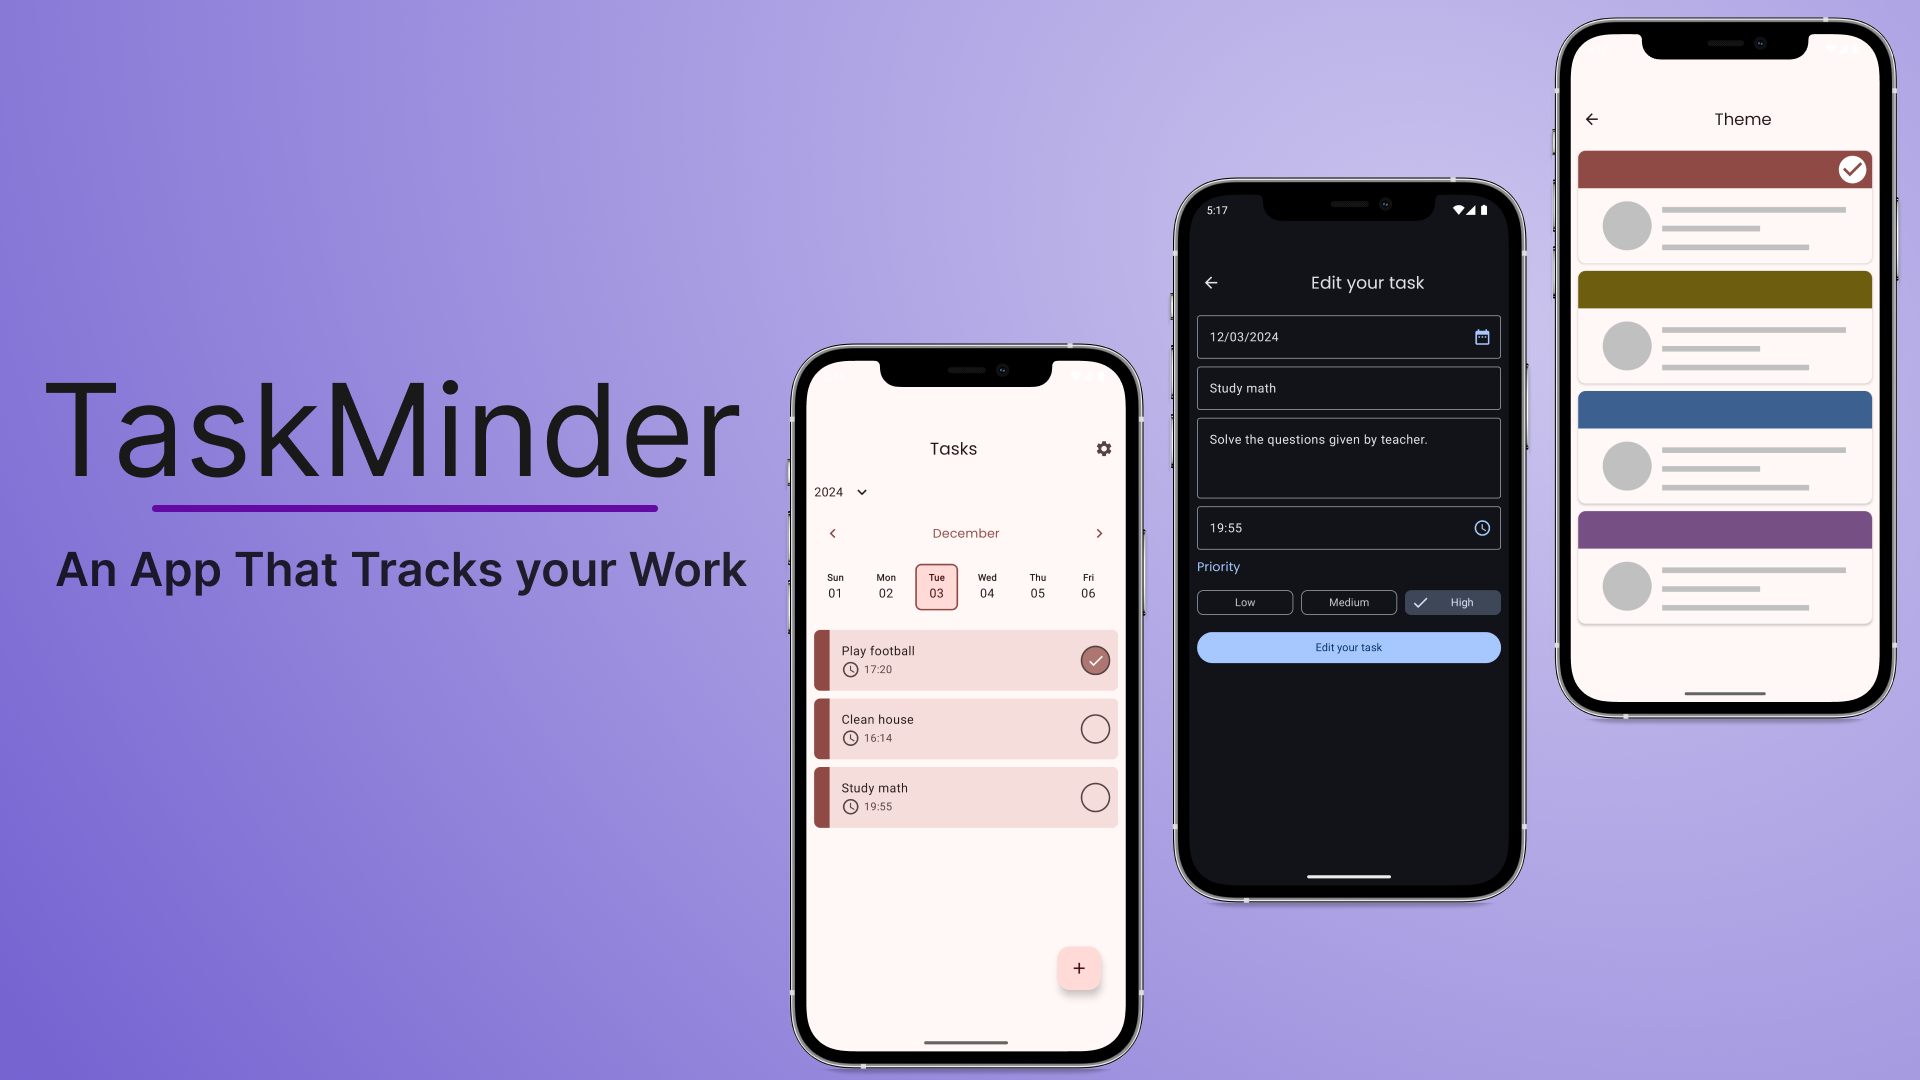 TaskMinder
An App That Tracks your Work
Tasks
2024
December
Sun Mon Tue Wed Thu Fri
01 02 03 04 05 06
Play football
17:20
Clean house
16:14
Study math
19:55
+
5:17
Edit your task
12/03/2024
Study math
Solve the questions given by teacher.
19:55
Priority
Low Medium High
Edit your task
Theme